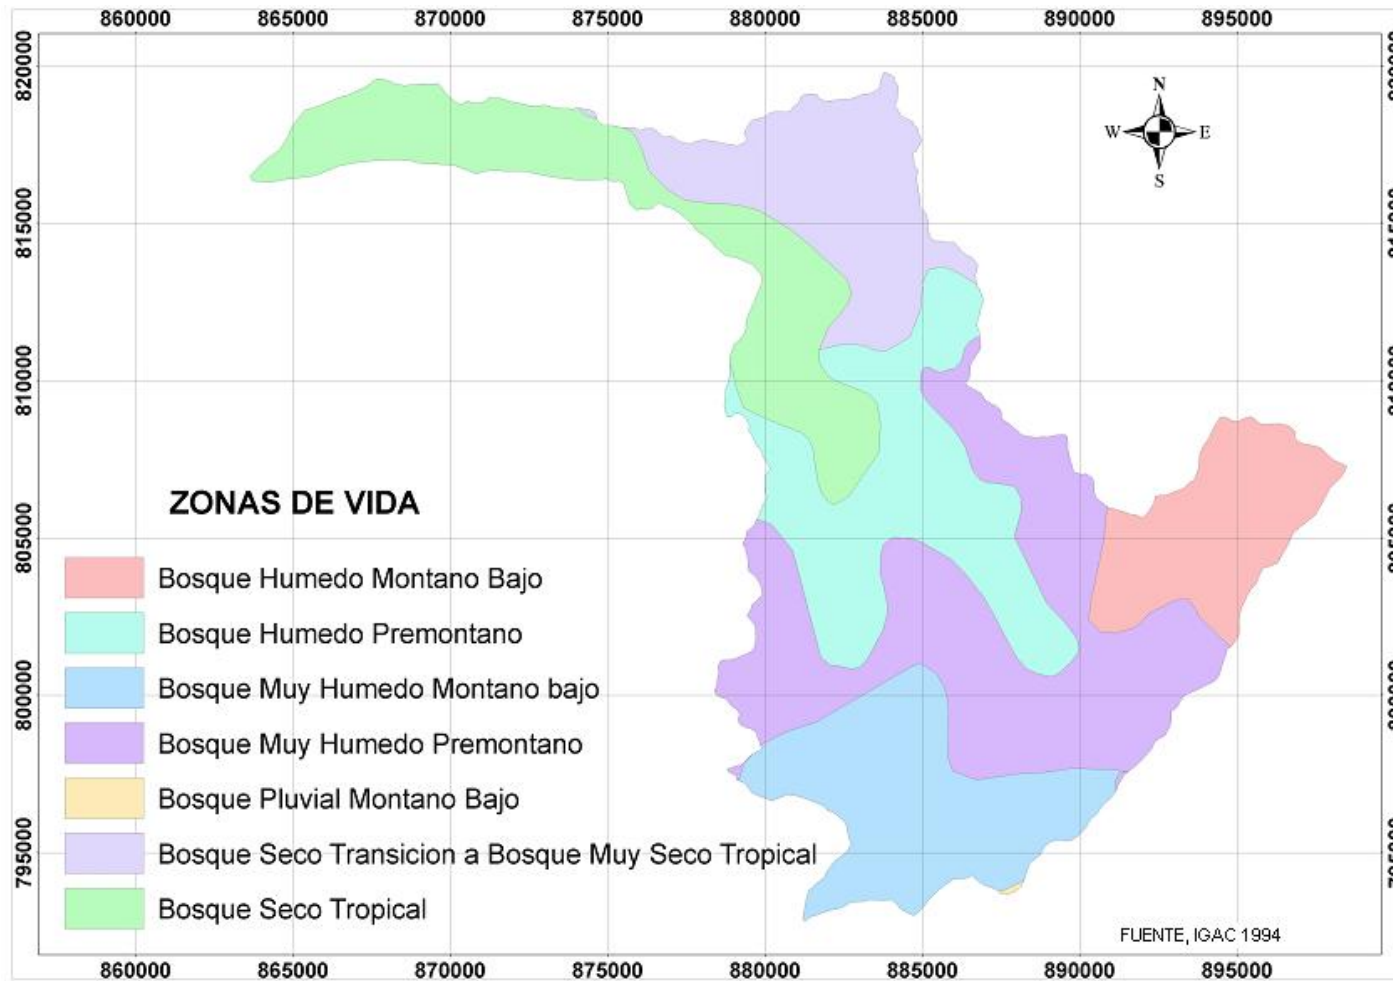 860000 865000 870000 875000 880000 885000 890000 895000
820000
815000
810000
805000
800000
795000
N
W E
S
ZONAS DE VIDA
Bosque Humedo Montano Bajo
Bosque Humedo Premontano
Bosque Muy Humedo Montano bajo
Bosque Muy Humedo Premontano
Bosque Pluvial Montano Bajo
Bosque Seco Transicion a Bosque Muy Seco Tropical
Bosque Seco Tropical
FUENTE, IGAC 1994
860000 865000 870000 875000 880000 885000 890000 895000